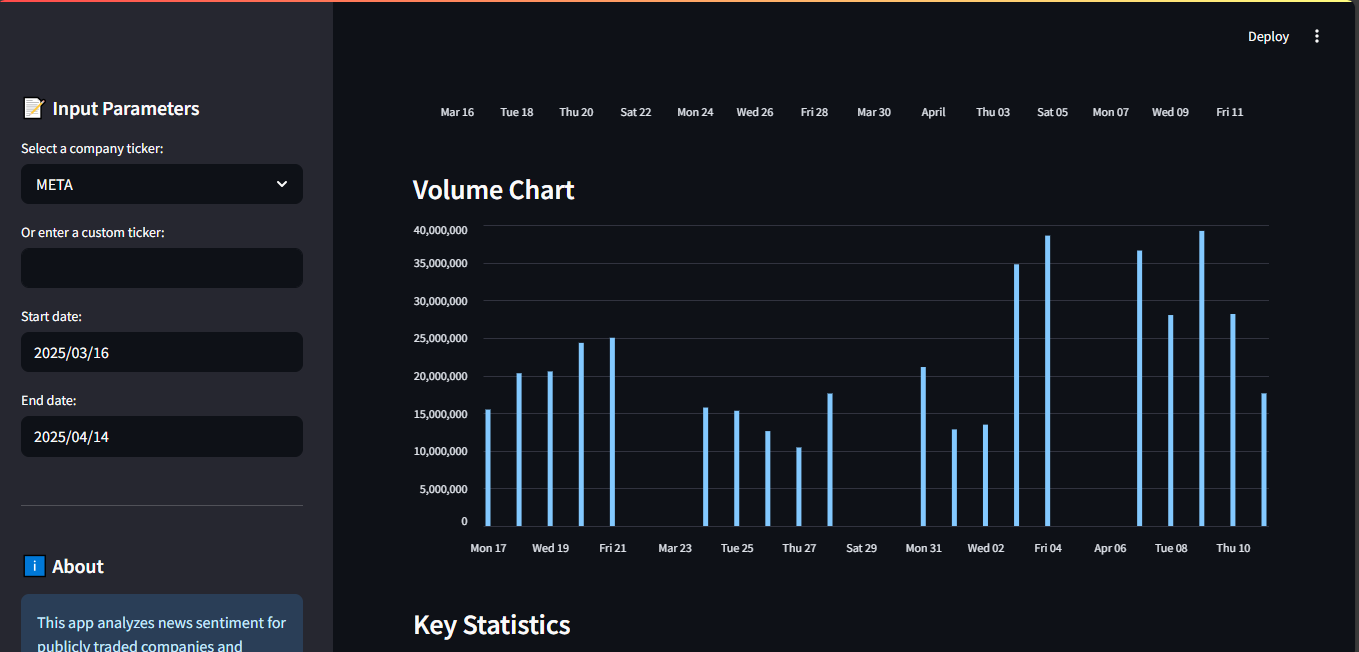 Deploy
Input Parameters
Select a company ticker:
META
Or enter a custom ticker:
Start date:
2025/03/16
End date:
2025/04/14
i About
This app analyzes news sentiment for
publicly traded companies and
Mar 16 Tue 18 Thu 20 Sat 22 Mon 24 Wed 26 Fri 28 Mar 30 April Thu 03 Sat 05 Mon 07 Wed 09 Fri 11
Volume Chart
40,000,000
35,000,000
30,000,000
25,000,000
20,000,000
15,000,000
10,000,000
5,000,000
0
Mon 17 Wed 19 Fri 21 Mar 23 Tue 25 Thu 27 Sat 29 Mon 31 Wed 02 Fri 04 Apr 06 Tue 08 Thu 10
Key Statistics